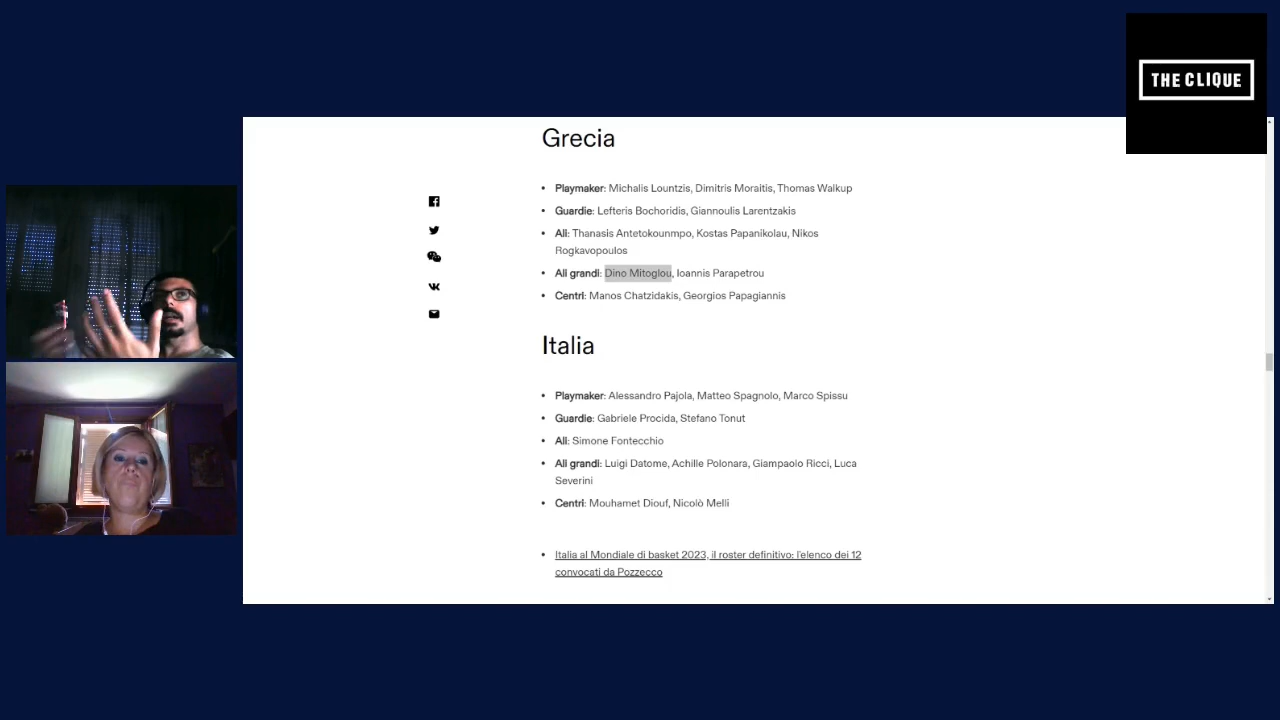 THE CLIQUE
Grecia
• Playmaker: Michalis Lountzis, Dimitris Moraitis, Thomas Walkup
• Guardie: Lefteris Bochoridis, Giannoulis Larentzakis
• Ali: Thanasis Antetokounmpo, Kostas Papanikolau, Nikos
Rogkavopoulos
• Ali grandi: Dino Mitoglou, Ioannis Parapetrou
• Centri: Manos Chatzidakis, Georgios Papagiannis
Italia
• Playmaker: Alessandro Pajola, Matteo Spagnolo, Marco Spissu
• Guardie: Gabriele Procida, Stefano Tonut
• Ali: Simone Fontecchio
• Ali grandi: Luigi Datome, Achille Polonara, Giampaolo Ricci, Luca
Severini
• Centri: Mouhamet Diouf, Nicolò Melli
• Italia al Mondiale di basket 2023, il roster definitivo: l'elenco dei 12
convocati da Pozzecco